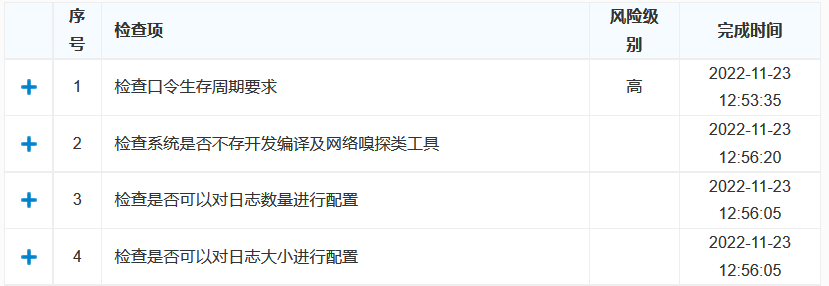 序号 检查项 风险级别 完成时间
1 检查口令生存周期要求 高 2022-11-23 12:53:35
2 检查系统是否不存开发编译及网络嗅探类工具 2022-11-23 12:56:20
3 检查是否可以对日志数量进行配置 2022-11-23 12:56:05
4 检查是否可以对日志大小进行配置 2022-11-23 12:56:05